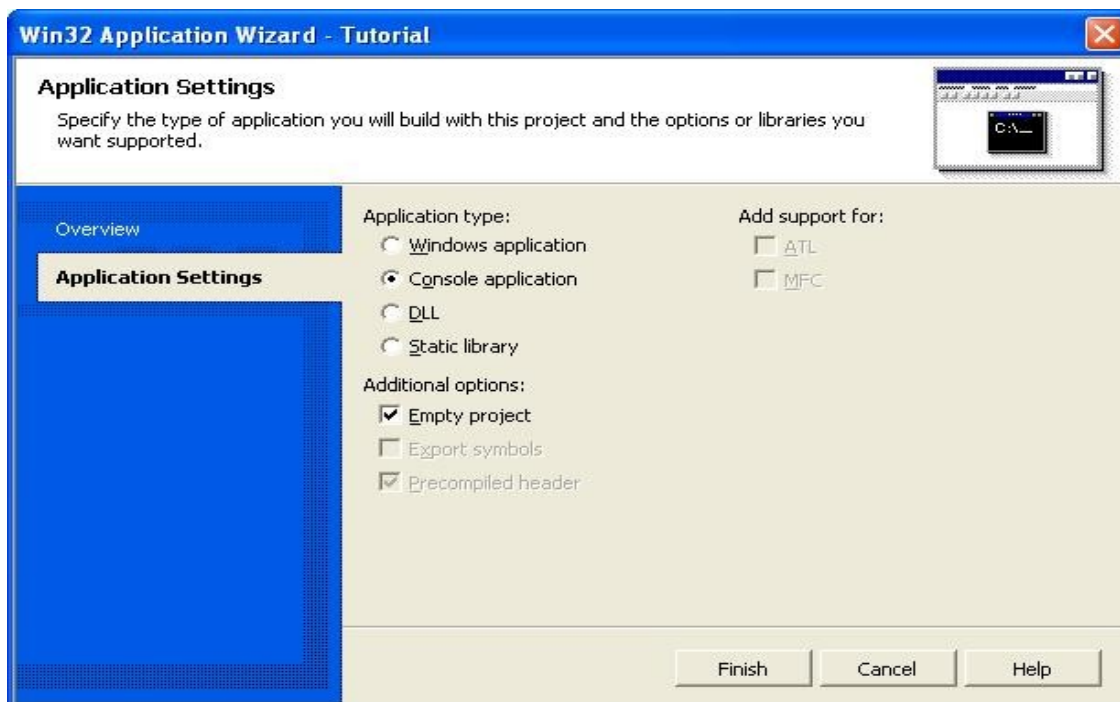 Win32 Application Wizard - Tutorial
Application Settings
Specify the type of application you will build with this project and the options or libraries you
want supported.
C:\_
Overview
Application Settings
Application type:
Windows application
Console application
DLL
Static library
Additional options:
Empty project
Export symbols
Precompiled header
Add support for:
ATL
MFC
Finish
Cancel
Help